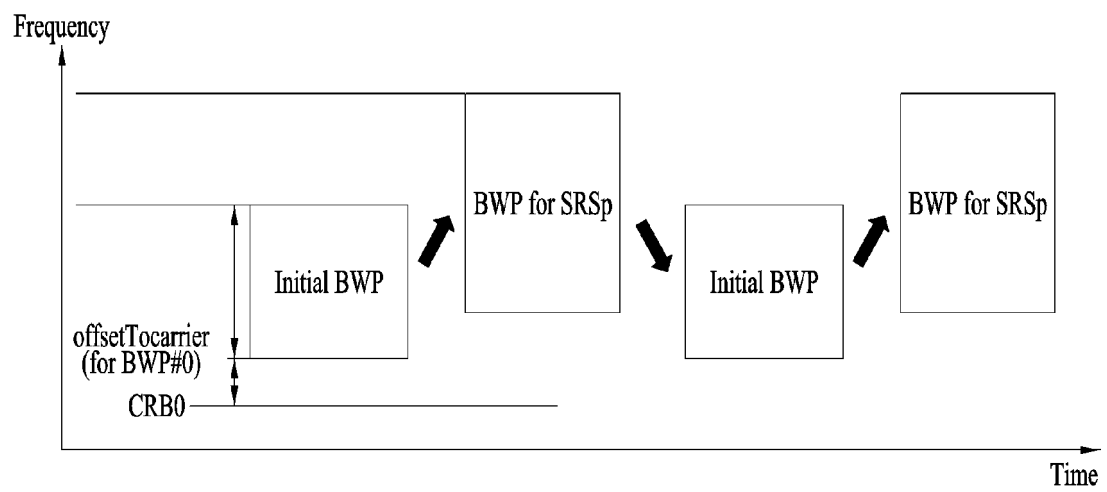 Frequency
BWP for SRSp
BWP for SRSp
Initial BWP
Initial BWP
offsetTocarrier
(for BWP#0)
CRB0
Time